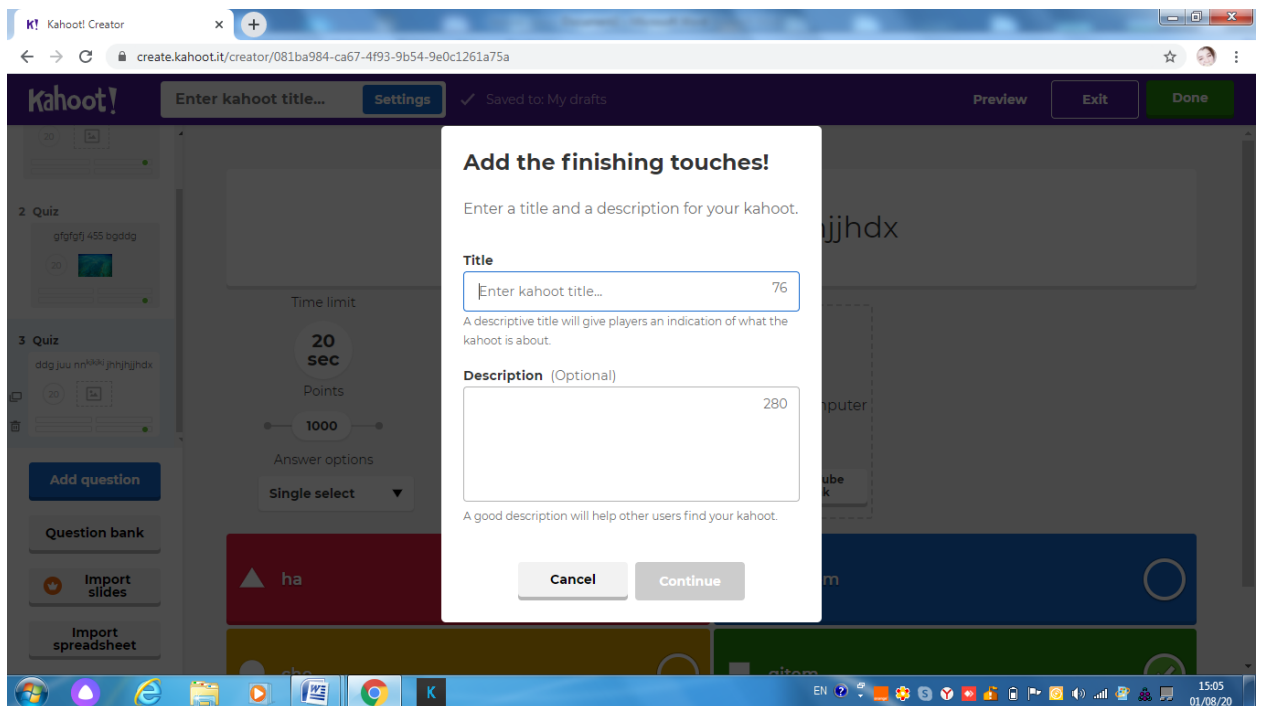 K! Kahoot! Creator
create.kahoot.it/creator/081ba984-ca67-4f93-9b54-9e0c1261a75a
Kahoot!
Enter kahoot title...
Settings
Saved to: My drafts
Preview
Exit
Done
20
2 Quiz
gfgfgfj 455 bgddg
20
3 Quiz
20
Add question
Question bank
Import
slides
Import
spreadsheet
Time limit
20
sec
Points
1000
Answer options
Single select
ha
Add the finishing touches!
Enter a title and a description for your kahoot.
Title
Enter kahoot title...
76
A descriptive title will give players an indication of what the
kahoot is about.
Description (Optional)
280
A good description will help other users find your kahoot.
Cancel
Continue
K
EN
15:05
01/08/20